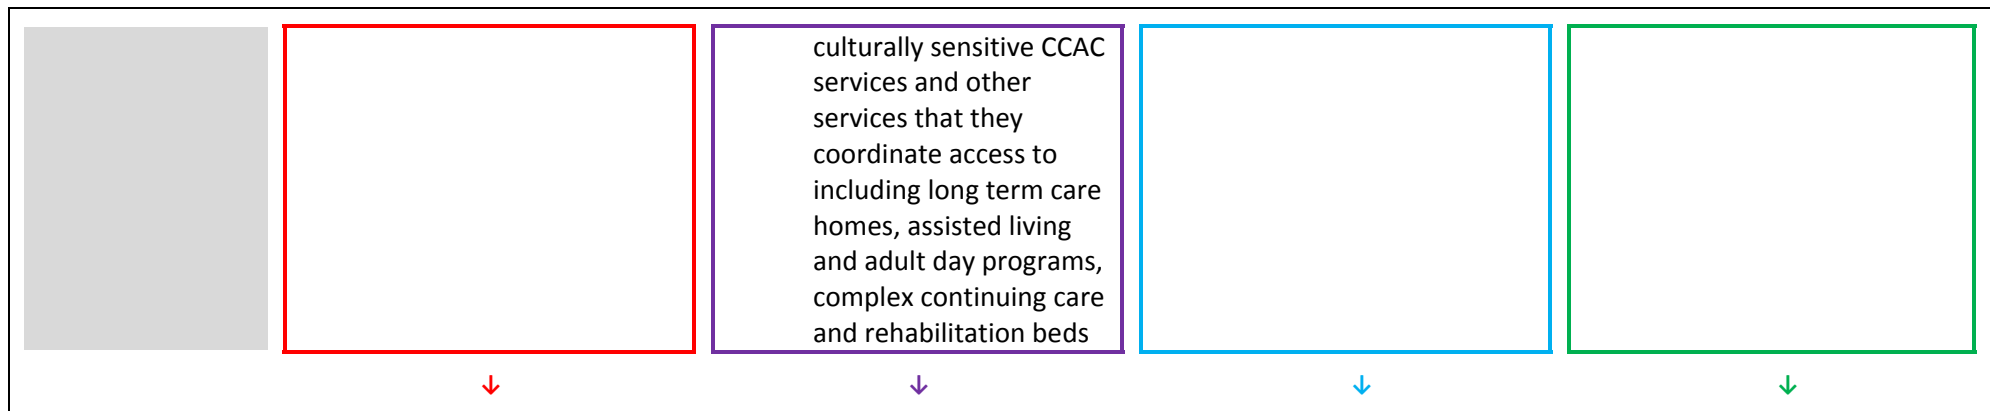 culturally sensitive CCAC
services and other
services that they
coordinate access to
including long term care
homes, assisted living
and adult day programs,
complex continuing care
and rehabilitation beds
↓ ↓ ↓ ↓